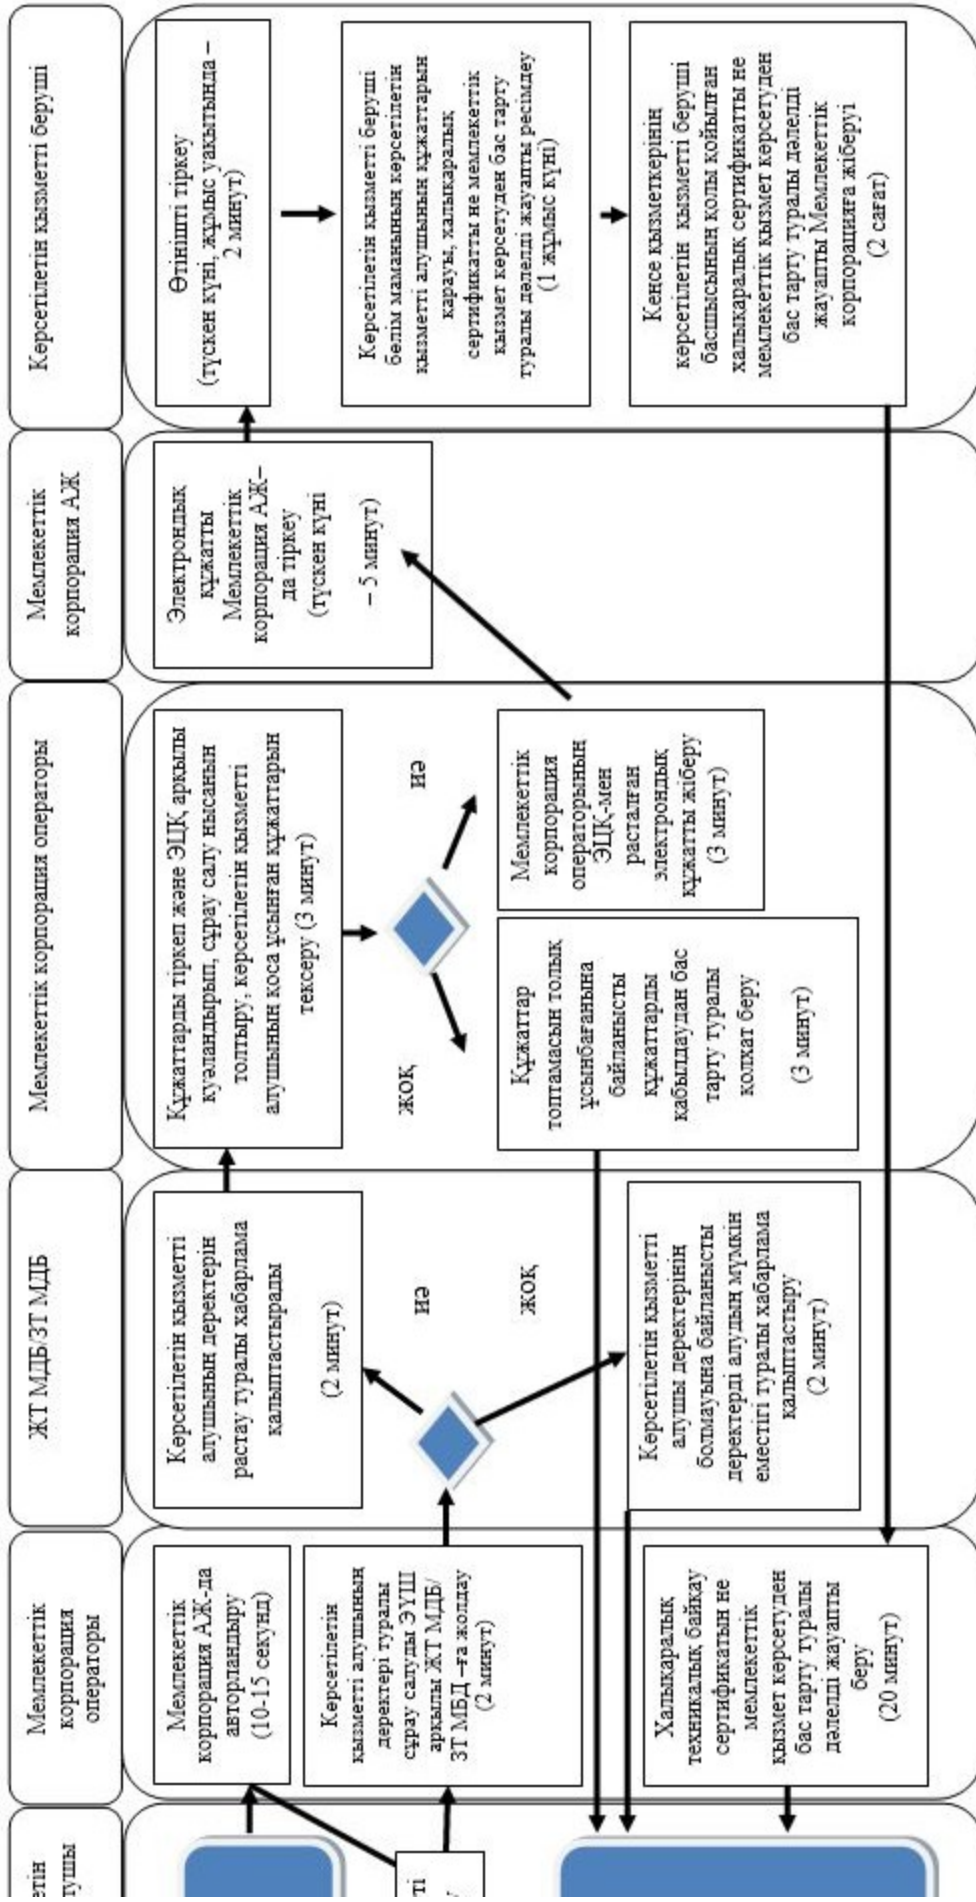 етін
лушы
Мемлекеттік
корпорация
операторы
ЖТ МДБ/ЗТ МДБ
Мемлекеттік корпорация операторы
Мемлекеттік
корпорация АЖ
Көрсетілетін қызметті беруші
ті
у
Мемлекеттік
корпорация АЖ-да
авторландыру
(10-15 секунд)
Көрсетілетін
қызметті алушының
деректері туралы
сұрау салуды ЭҮШ
арқылы ЖТ МДБ/
ЗТ МБД –ға жолдау
(2 минут)
Халықаралық
техникалық байқау
сертификатын не
мемлекеттік
қызмет көрсетуден
бас тарту туралы
дәлелді жауапты
беру
(20 минут)
Көрсетілетін қызметті
алушының деректерін
растау туралы хабарлама
қалыптастырады
(2 минут)
ия
жоқ
Көрсетілетін қызметті
алушы деректерінің
болмауына байланысты
деректерді алудың мүмкін
еместігі туралы хабарлама
қалыптастыру
(2 минут)
Құжаттарды тіркеп және ЭЦҚ арқылы
куәландырып, сұрау салу нысанын
толтыру, көрсетілетін қызметті
алушының қоса ұсынған құжаттарын
тексеру (3 минут)
жоқ
ия
Құжаттар
топтамасын толық
ұсынбағанына
байланысты
құжаттарды
қабылдаудан бас
тарту туралы
қолхат беру
(3 минут)
Мемлекеттік
корпорация
операторының
ЭЦҚ-мен
расталған
электрондық
құжатты жіберу
(3 минут)
Электрондық
құжатты
Мемлекеттік
корпорация АЖ–
да тіркеу
(түскен күні
– 5 минут)
Өтінішті тіркеу
(түскен күні, жұмыс уақытында –
2 минут)
Көрсетілетін қызметті беруші
бөлім маманының көрсетілетін
қызметті алушының құжаттарын
қарауы, халықаралық
сертификатты не мемлекеттік
қызмет көрсетуден бас тарту
туралы дәлелді жауапты ресімдеу
(1 жұмыс күні)
Кеңсе қызметкерінің
көрсетілетін қызметті беруші
басшысының қолы қойылған
халықаралық сертификатты не
мемлекеттік қызмет көрсетуден
бас тарту туралы дәлелді
жауапты Мемлекеттік
корпорацияға жіберуі
(2 сағат)